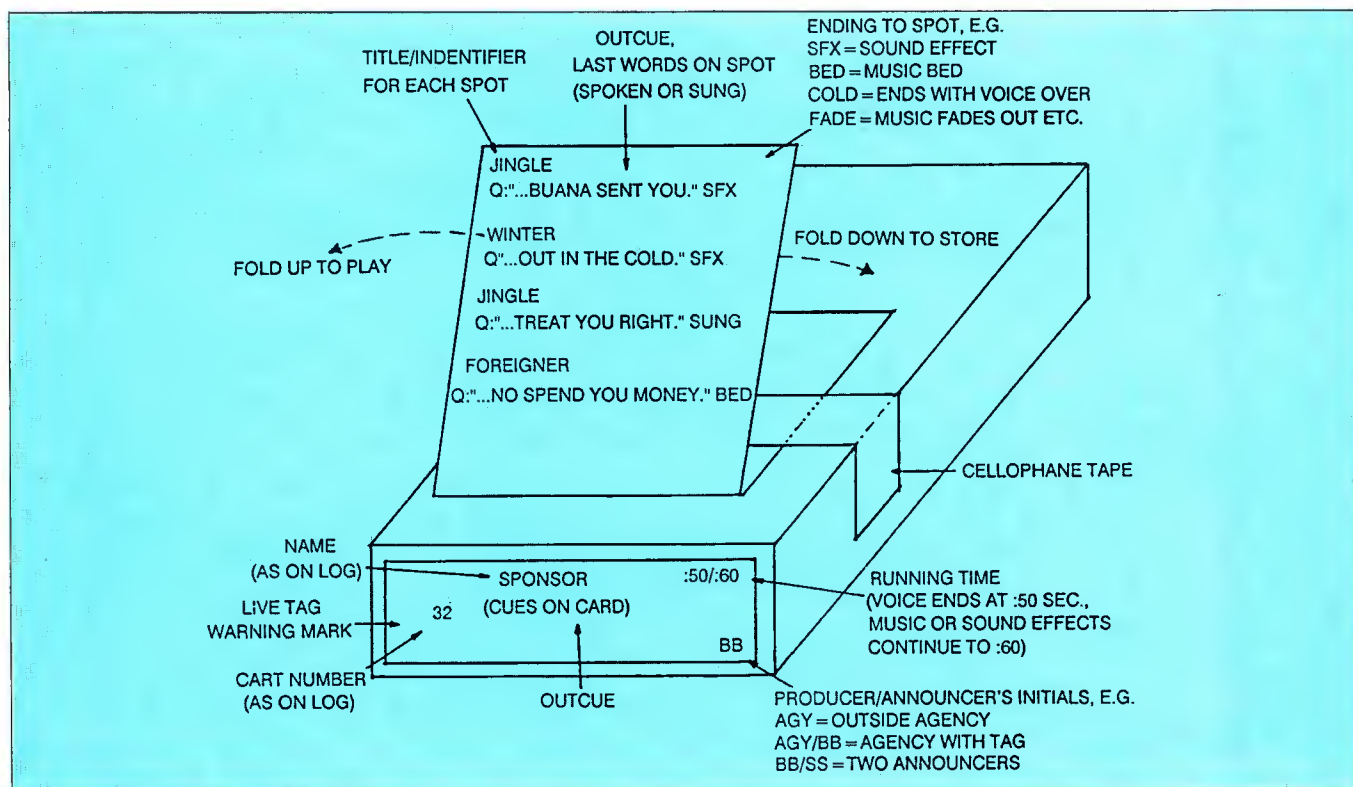 TITLE/INDENTIFIER
FOR EACH SPOT
OUTCUE,
LAST WORDS ON SPOT
(SPOKEN OR SUNG)
ENDING TO SPOT, E.G.
SFX=SOUND EFFECT
BED=MUSIC BED
COLD=ENDS WITH VOICE OVER
FADE=MUSIC FADES OUT ETC.
JINGLE
Q:"...BUANA SENT YOU." SFX
WINTER
Q"...OUT IN THE COLD." SFX
JINGLE
Q:"...TREAT YOU RIGHT." SUNG
FOREIGNER
Q:"...NO SPEND YOU MONEY." BED
FOLD UP TO PLAY
FOLD DOWN TO STORE
CELLOPHANE TAPE
NAME
(AS ON LOG)
LIVE TAG
WARNING MARK
CART NUMBER
(AS ON LOG)
SPONSOR
:50/:60
(CUES ON CARD)
32
BB
OUTCUE
RUNNING TIME
(VOICE ENDS AT :50 SEC.,
MUSIC OR SOUND EFFECTS
CONTINUE TO :60)
PRODUCER/ANNOUNCER'S INITIALS, E.G.
AGY=OUTSIDE AGENCY
AGY/BB=AGENCY WITH TAG
BB/SS=TWO ANNOUNCERS